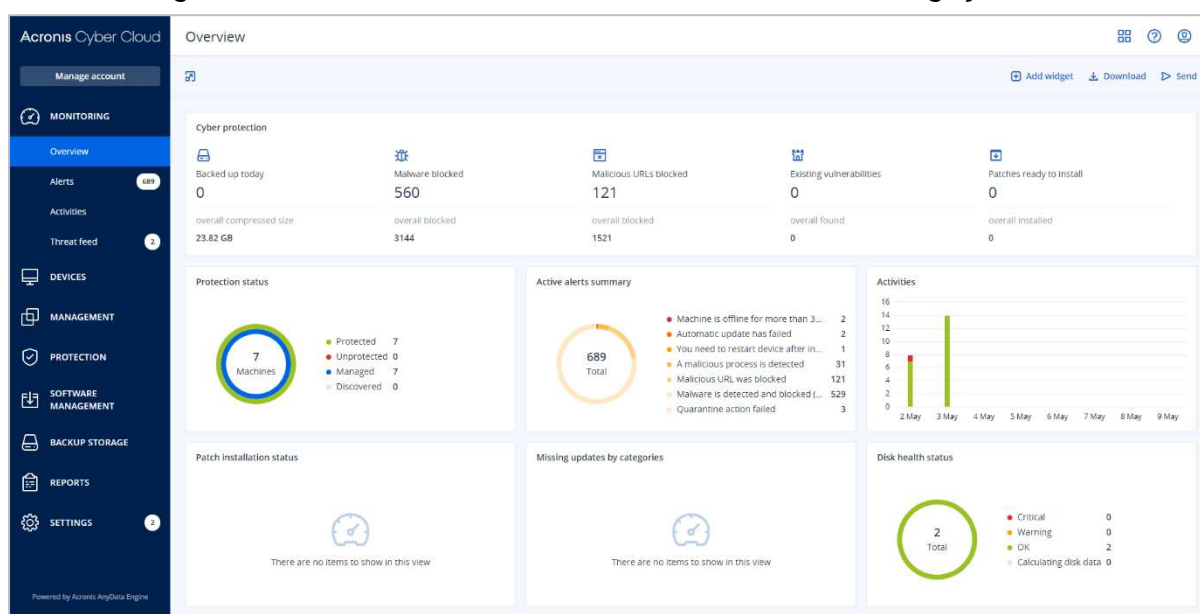 Acronis Cyber Cloud
Manage account
MONITORING
Overview
Alerts 689
Activities
Threat feed 2
DEVICES
MANAGEMENT
PROTECTION
SOFTWARE
MANAGEMENT
BACKUP STORAGE
REPORTS
SETTINGS 2
Powered by Acronis AnyData Engine
Overview
Add widget Download Send
Cyber protection
Backed up today
0
overall compressed size
23.82 GB
Malware blocked
560
overall blocked
3144
Malicious URLs blocked
121
overall blocked
1521
Existing vulnerabilities
0
overall found
0
Patches ready to install
0
overall installed
0
Protection status
7
Machines
Protected 7
Unprotected 0
Managed 7
Discovered 0
Active alerts summary
689
Total
Machine is offline for more than 3... 2
Automatic update has failed 2
You need to restart device after in... 1
A malicious process is detected 31
Malicious URL was blocked 121
Malware is detected and blocked (... 529
Quarantine action failed 3
Activities
16
14
12
10
8
6
4
2
0
2 May 3 May 4 May 5 May 6 May 7 May 8 May 9 May
Patch installation status
There are no items to show in this view
Missing updates by categories
There are no items to show in this view
Disk health status
2
Total
Critical 0
Warning 0
OK 2
Calculating disk data 0